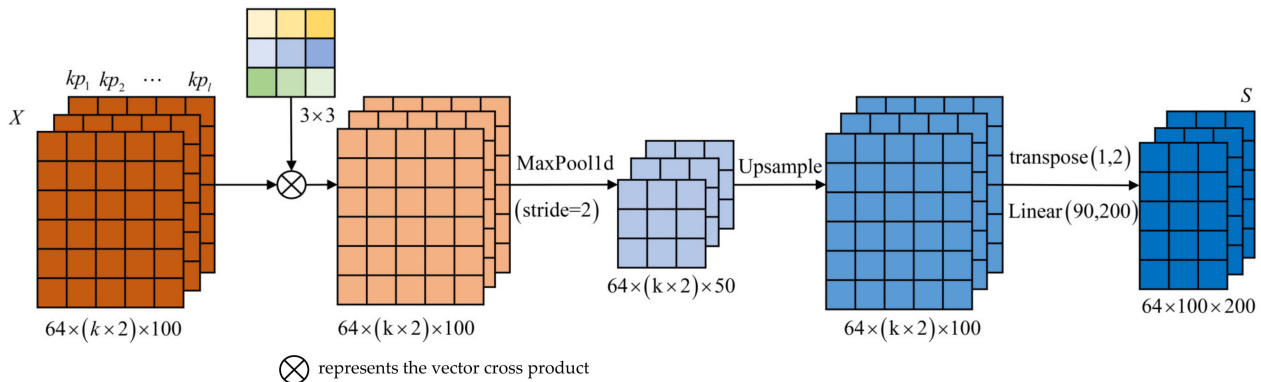 X
kp₁ kp₂ ⋯ kpₗ
64×(k×2)×100
3×3
64×(k×2)×100
MaxPool1d
(stride=2)
64×(k×2)×50
Upsample
64×(k×2)×100
transpose(1,2)
Linear(90,200)
S
64×100×200
represents the vector cross product